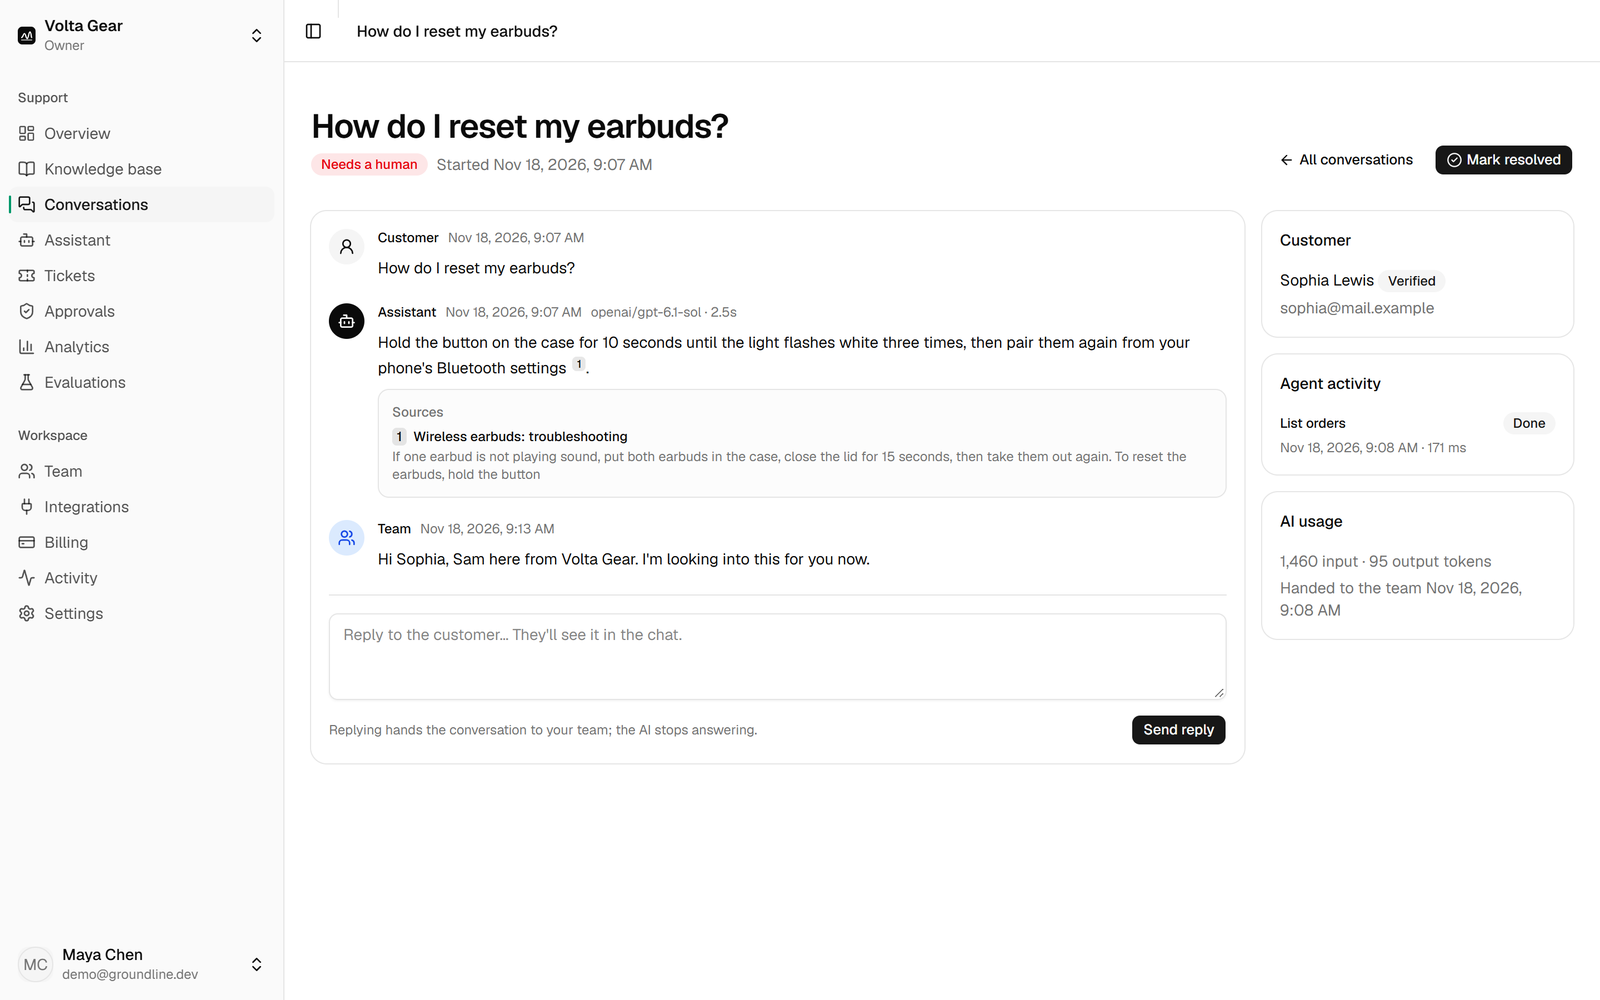 Volta Gear
Owner
Support
Overview
Knowledge base
Conversations
Assistant
Tickets
Approvals
Analytics
Evaluations
Workspace
Team
Integrations
Billing
Activity
Settings
MC
Maya Chen
demo@groundline.dev
How do I reset my earbuds?
How do I reset my earbuds?
Needs a human Started Nov 18, 2026, 9:07 AM
All conversations
Mark resolved
Customer Nov 18, 2026, 9:07 AM
How do I reset my earbuds?
Assistant Nov 18, 2026, 9:07 AM openai/gpt-6.1-sol · 2.5s
Hold the button on the case for 10 seconds until the light flashes white three times, then pair them again from your
phone's Bluetooth settings 1.
Sources
1 Wireless earbuds: troubleshooting
If one earbud is not playing sound, put both earbuds in the case, close the lid for 15 seconds, then take them out again. To reset the
earbuds, hold the button
Team Nov 18, 2026, 9:13 AM
Hi Sophia, Sam here from Volta Gear. I'm looking into this for you now.
Reply to the customer... They'll see it in the chat.
Replying hands the conversation to your team; the AI stops answering.
Send reply
Customer
Sophia Lewis Verified
sophia@mail.example
Agent activity
List orders Done
Nov 18, 2026, 9:08 AM · 171 ms
AI usage
1,460 input · 95 output tokens
Handed to the team Nov 18, 2026,
9:08 AM